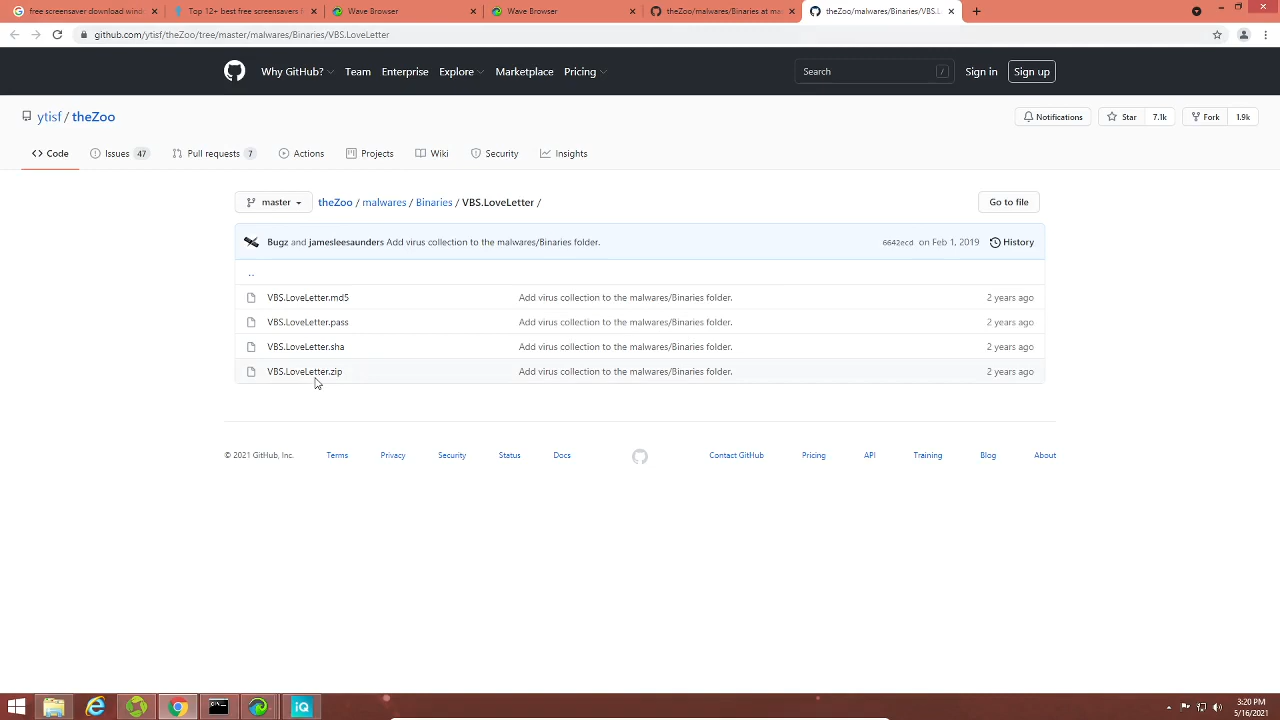 free screensaver download wind
Top 12+ best free screensavers f
Wave Browser
Wave Browser
theZoo/malwares/Binaries at ma
theZoo/malwares/Binaries/VBS.L
github.com/ytisf/theZoo/tree/master/malwares/Binaries/VBS.LoveLetter
Why GitHub?
Team
Enterprise
Explore
Marketplace
Pricing
Search
/
Sign in
Sign up
ytisf / theZoo
Notifications
Star
7.1k
Fork
1.9k
<> Code
Issues 47
Pull requests 7
Actions
Projects
Wiki
Security
Insights
master
theZoo / malwares / Binaries / VBS.LoveLetter /
Go to file
Bugz and jamesleesaunders Add virus collection to the malwares/Binaries folder.
6642ecd on Feb 1, 2019
History
..
VBS.LoveLetter.md5 Add virus collection to the malwares/Binaries folder. 2 years ago
VBS.LoveLetter.pass Add virus collection to the malwares/Binaries folder. 2 years ago
VBS.LoveLetter.sha Add virus collection to the malwares/Binaries folder. 2 years ago
VBS.LoveLetter.zip Add virus collection to the malwares/Binaries folder. 2 years ago
© 2021 GitHub, Inc.
Terms
Privacy
Security
Status
Docs
Contact GitHub
Pricing
API
Training
Blog
About
iQ
3:20 PM
5/16/2021